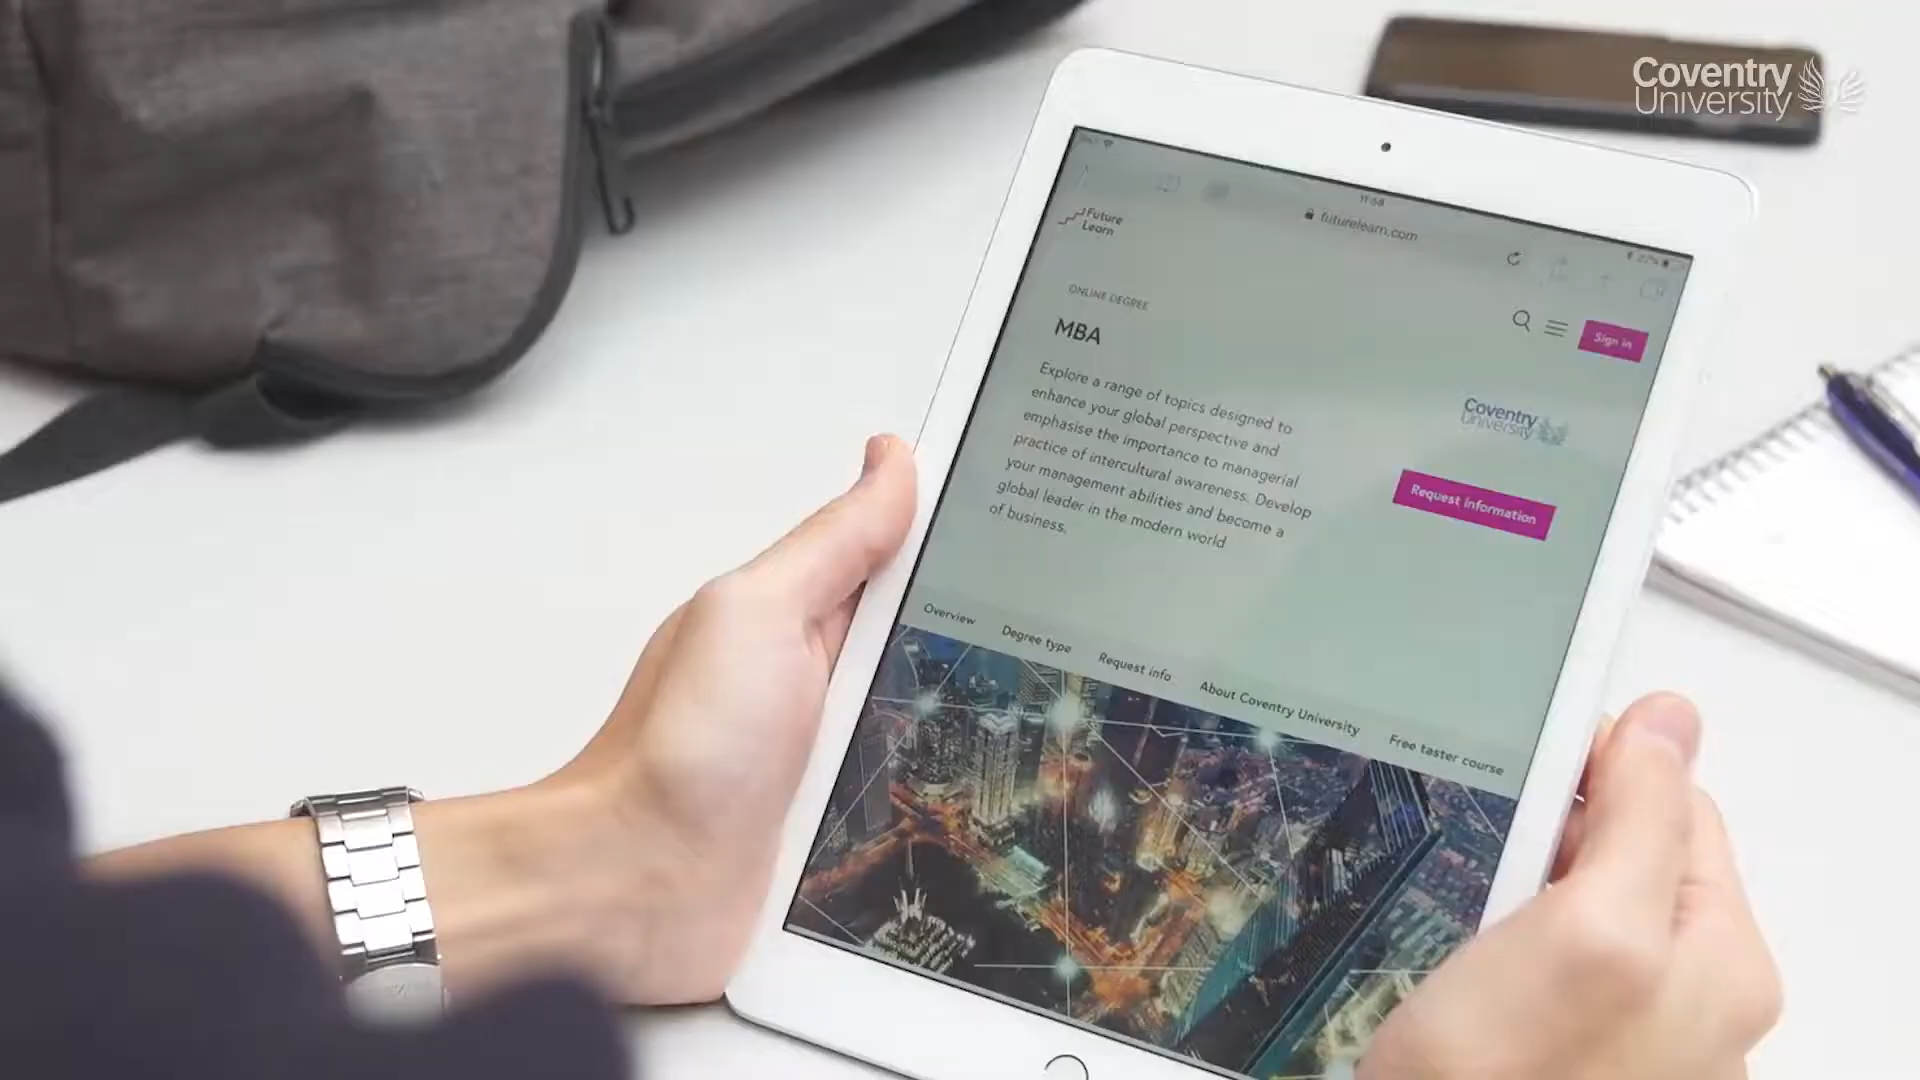 Coventry
University
11:58
futurelearn.com
Future
Learn
Sign in
ONLINE DEGREE
MBA
Explore a range of topics designed to
enhance your global perspective and
emphasise the importance to managerial
practice of intercultural awareness. Develop
your management abilities and become a
global leader in the modern world
of business.
Coventry
University
Request information
Overview
Degree type
Request info
About Coventry University
Free taster course